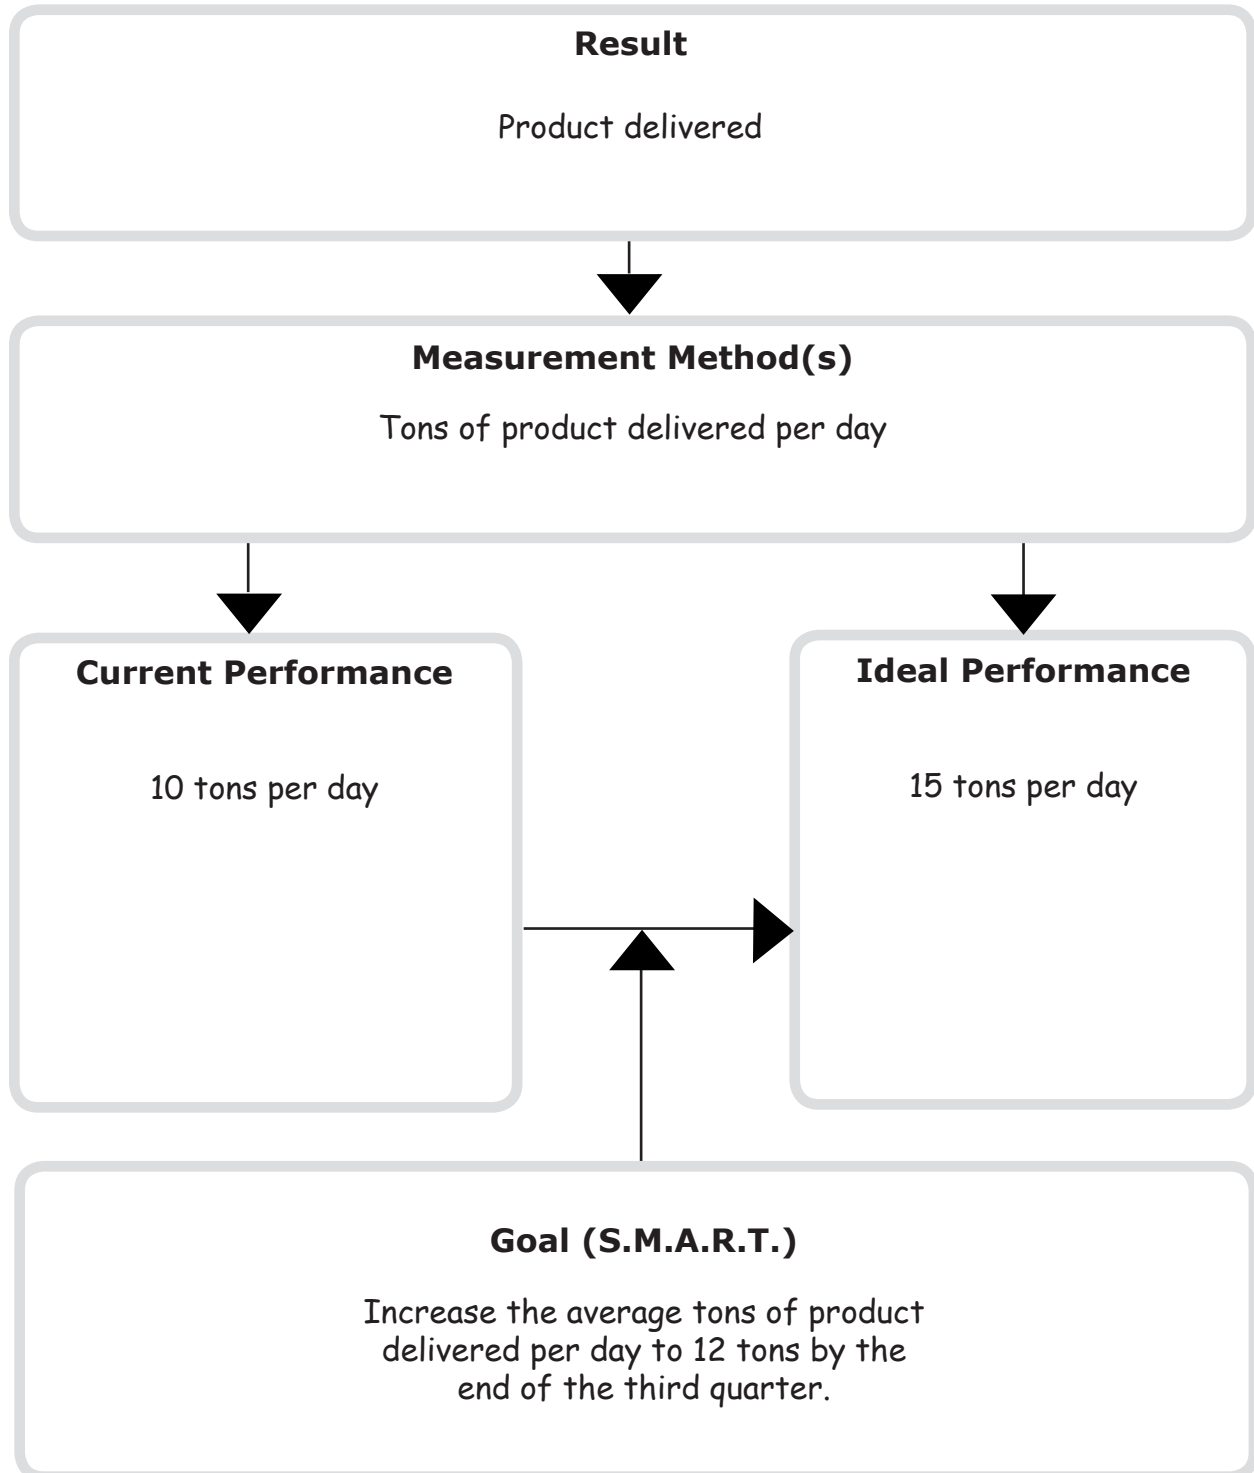 Result
Product delivered
Measurement Method(s)
Tons of product delivered per day
Current Performance
10 tons per day
Ideal Performance
15 tons per day
Goal (S.M.A.R.T.)
Increase the average tons of product
delivered per day to 12 tons by the
end of the third quarter.